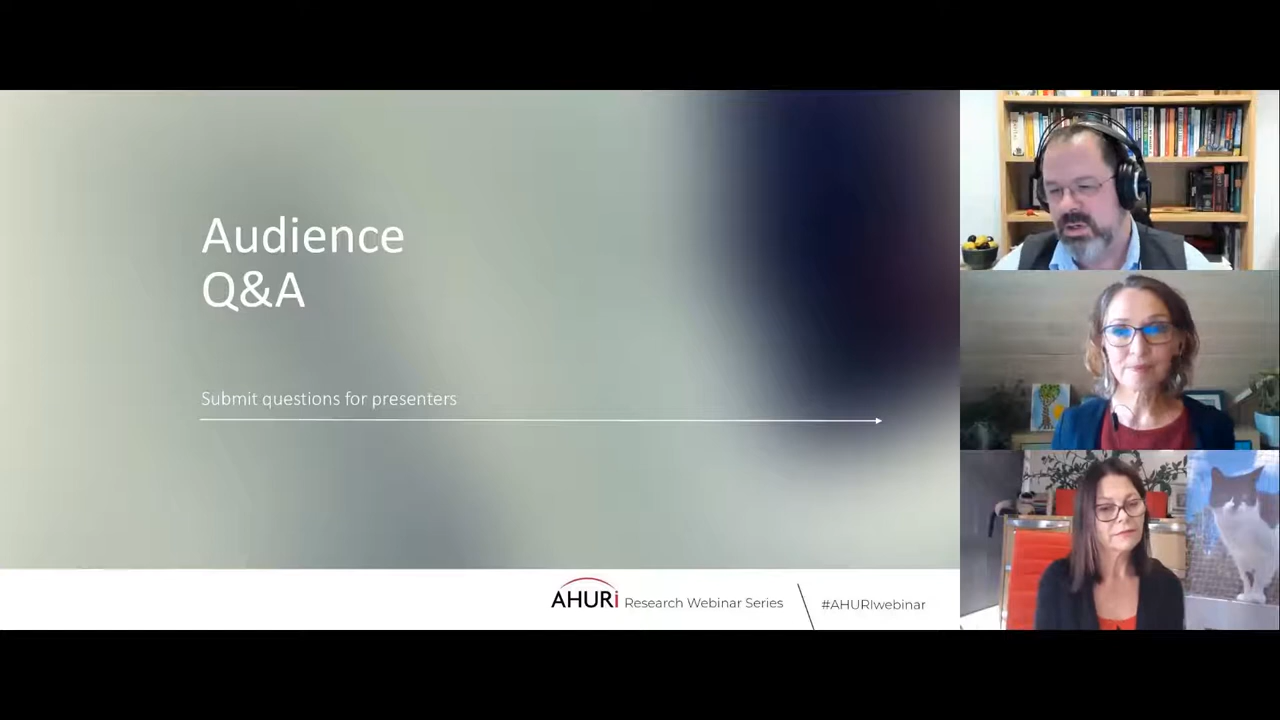 Audience
Q&A
Submit questions for presenters
AHURi Research Webinar Series
#AHURIwebinar